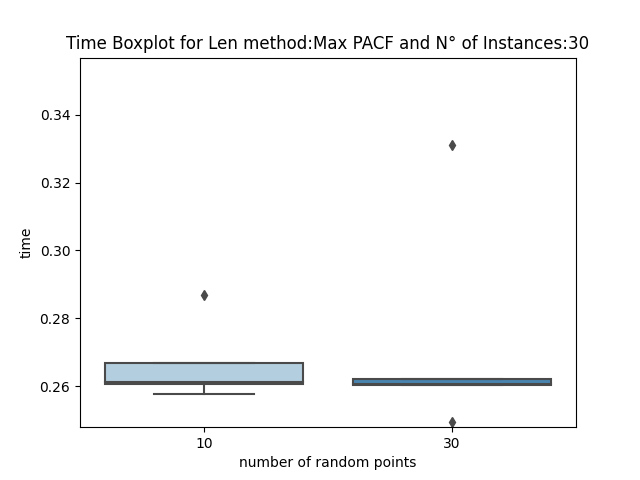 Time Boxplot for Len method:Max PACF and N° of Instances:30
0.34
0.32
0.30
0.28
0.26
time
10
30
number of random points